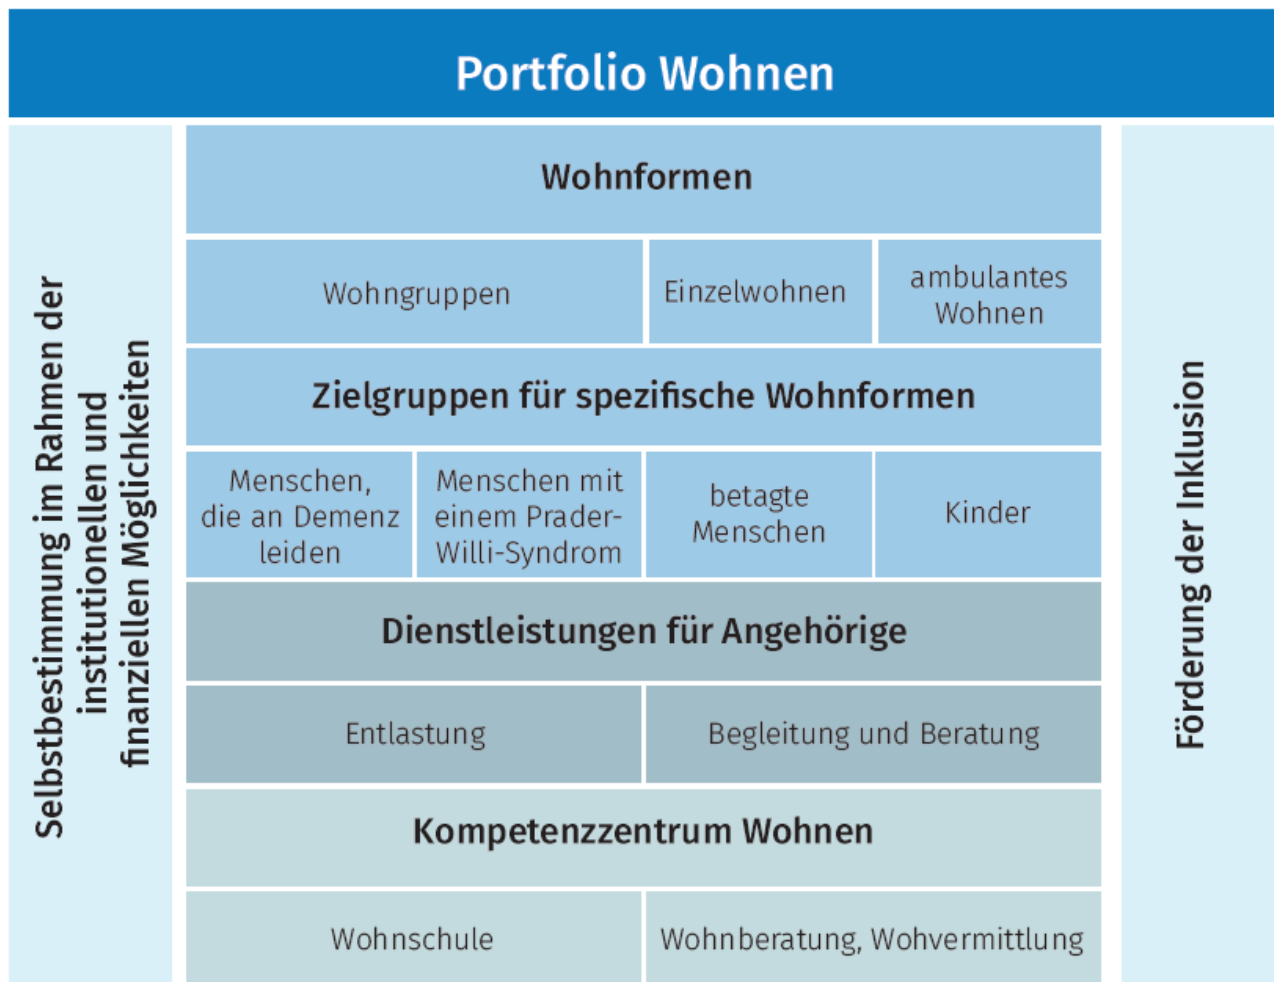 Portfolio Wohnen
Selbstbestimmung im Rahmen der
institutionellen und
finanziellen Möglichkeiten
Wohnformen
Wohngruppen
Einzelwohnen
ambulantes
Wohnen
Zielgruppen für spezifische Wohnformen
Menschen,
die an Demenz
leiden
Menschen mit
einem Prader-
Willi-Syndrom
betagte
Menschen
Kinder
Dienstleistungen für Angehörige
Entlastung
Begleitung und Beratung
Kompetenzzentrum Wohnen
Wohnschule
Wohnberatung, Wohvermittlung
Förderung der Inklusion